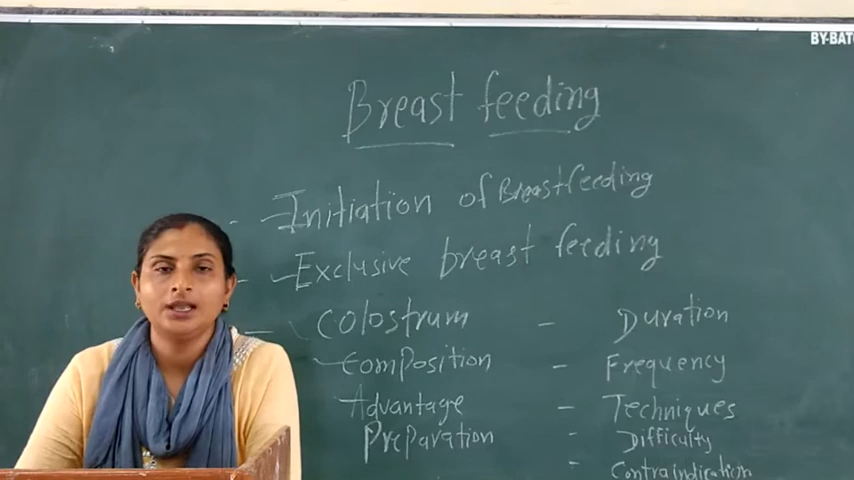 BY-BAT
Breast feeding
- Initiation of Breastfeeding
- Exclusive breast feeding
- Colostrum - Duration
- Composition - Frequency
- Advantage - Techniques
Preparation - Difficulty
- Contraindication